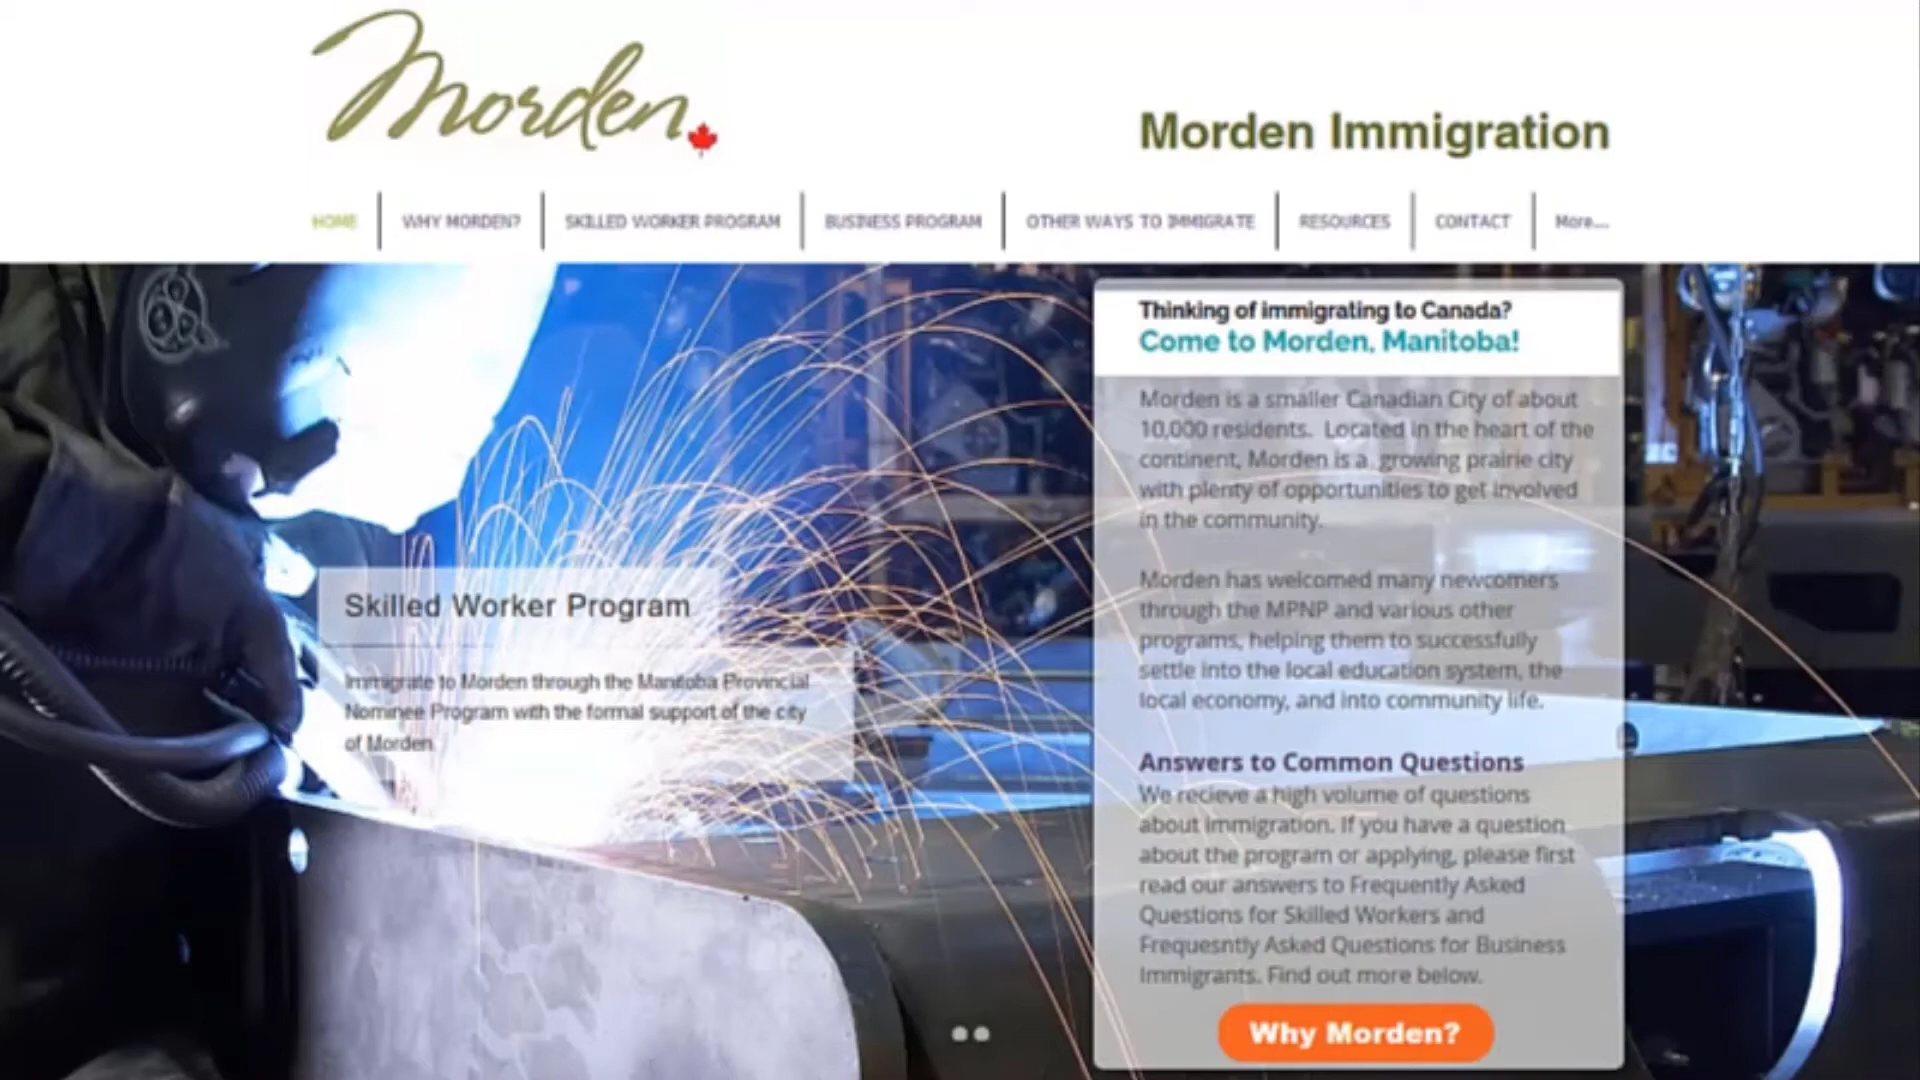 Morden
Morden Immigration
HOME
WHY MORDEN?
SKILLED WORKER PROGRAM
BUSINESS PROGRAM
OTHER WAYS TO IMMIGRATE
RESOURCES
CONTACT
More....
Thinking of immigrating to Canada?
Come to Morden, Manitoba!
Morden is a smaller Canadian City of about
10,000 residents.  Located in the heart of the
continent, Morden is a  growing prairie city
with plenty of opportunities to get involved
in the community.
Morden has welcomed many newcomers
through the MPNP and various other
programs, helping them to successfully
settle into the local education system, the
local economy, and into community life.
Answers to Common Questions
We recieve a high volume of questions
about immigration. If you have a question
about the program or applying, please first
read our answers to Frequently Asked
Questions for Skilled Workers and
Frequesntly Asked Questions for Business
Immigrants. Find out more below.
Why Morden?
Skilled Worker Program
Immigrate to Morden through the Manitoba Provincial
Nominee Program with the formal support of the city
of Morden.